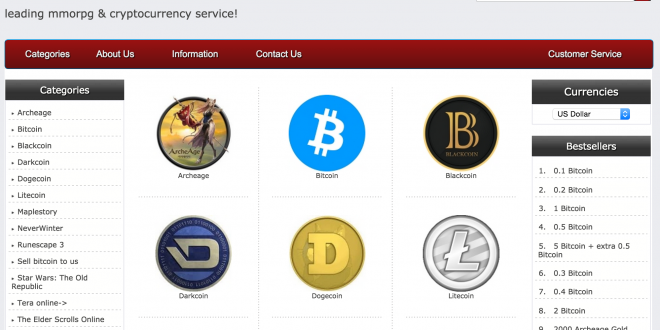 leading mmorpg & cryptocurrency service!
Categories
About Us
Information
Contact Us
Customer Service
Categories
Archeage
Bitcoin
Blackcoin
Darkcoin
Dogecoin
Litecoin
Maplestory
NeverWinter
Runescape 3
Sell bitcoin to us
Star Wars: The Old
Republic
Tera online->
The Elder Scrolls Online
ArcheAge
Archeage
Bitcoin
BLACKCOIN
Blackcoin
Darkcoin
Dogecoin
Litecoin
Currencies
US Dollar
Bestsellers
1. 0.1 Bitcoin
2. 0.2 Bitcoin
3. 1 Bitcoin
4. 0.5 Bitcoin
5. 5 Bitcoin + extra 0.5
Bitcoin
6. 0.3 Bitcoin
7. 0.4 Bitcoin
8. 2 Bitcoin
9. 2000 Archeage Gold